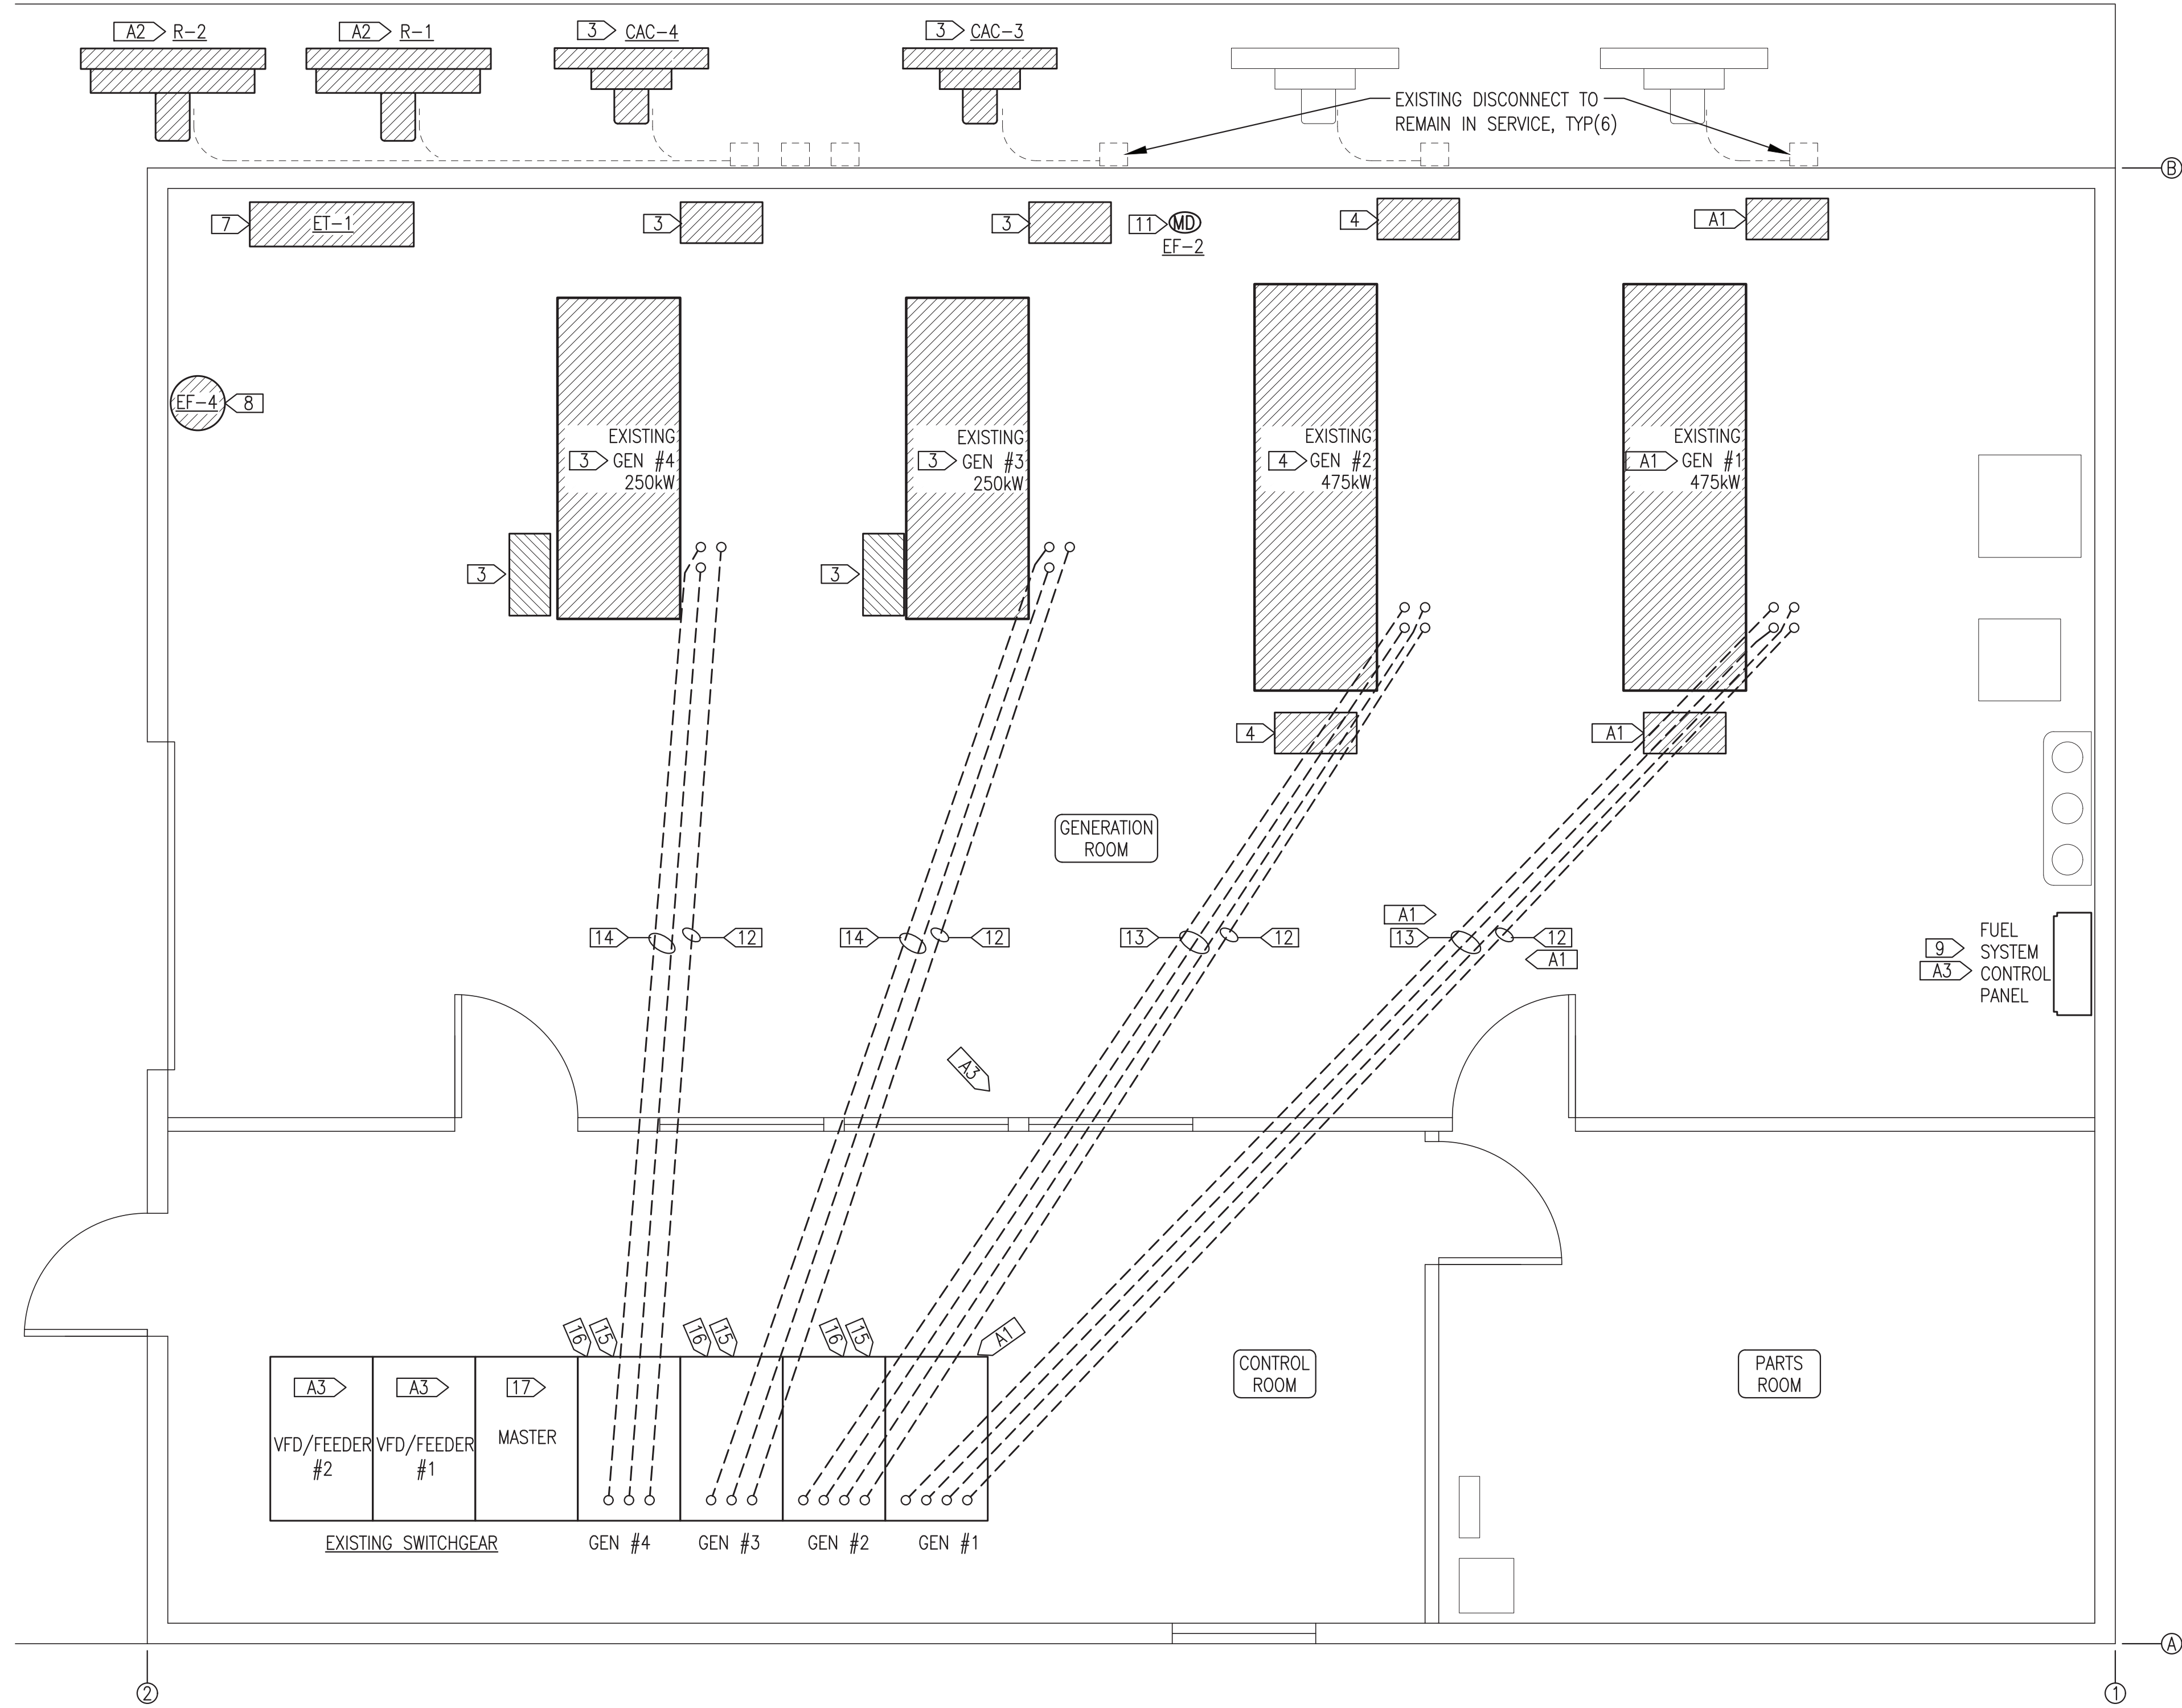 A2 R-2
A2 R-1
3 CAC-4
3 CAC-3
EXISTING DISCONNECT TO
REMAIN IN SERVICE, TYP(6)
B
7 ET-1
3
3
11 MD
EF-2
4
A1
EF-4 8
EXISTING
3 GEN #4
250kW
EXISTING
3 GEN #3
250kW
EXISTING
4 GEN #2
475kW
EXISTING
A1 GEN #1
475kW
3
3
4
A1
GENERATION
ROOM
14
12
14
12
13
12
A1
13
12
A1
9
A3
FUEL
SYSTEM
CONTROL
PANEL
A3
16
15
16
15
16
15
A1
A3
VFD/FEEDER
#2
A3
VFD/FEEDER
#1
17
MASTER
CONTROL
ROOM
PARTS
ROOM
EXISTING SWITCHGEAR
GEN #4
GEN #3
GEN #2
GEN #1
A
2
1